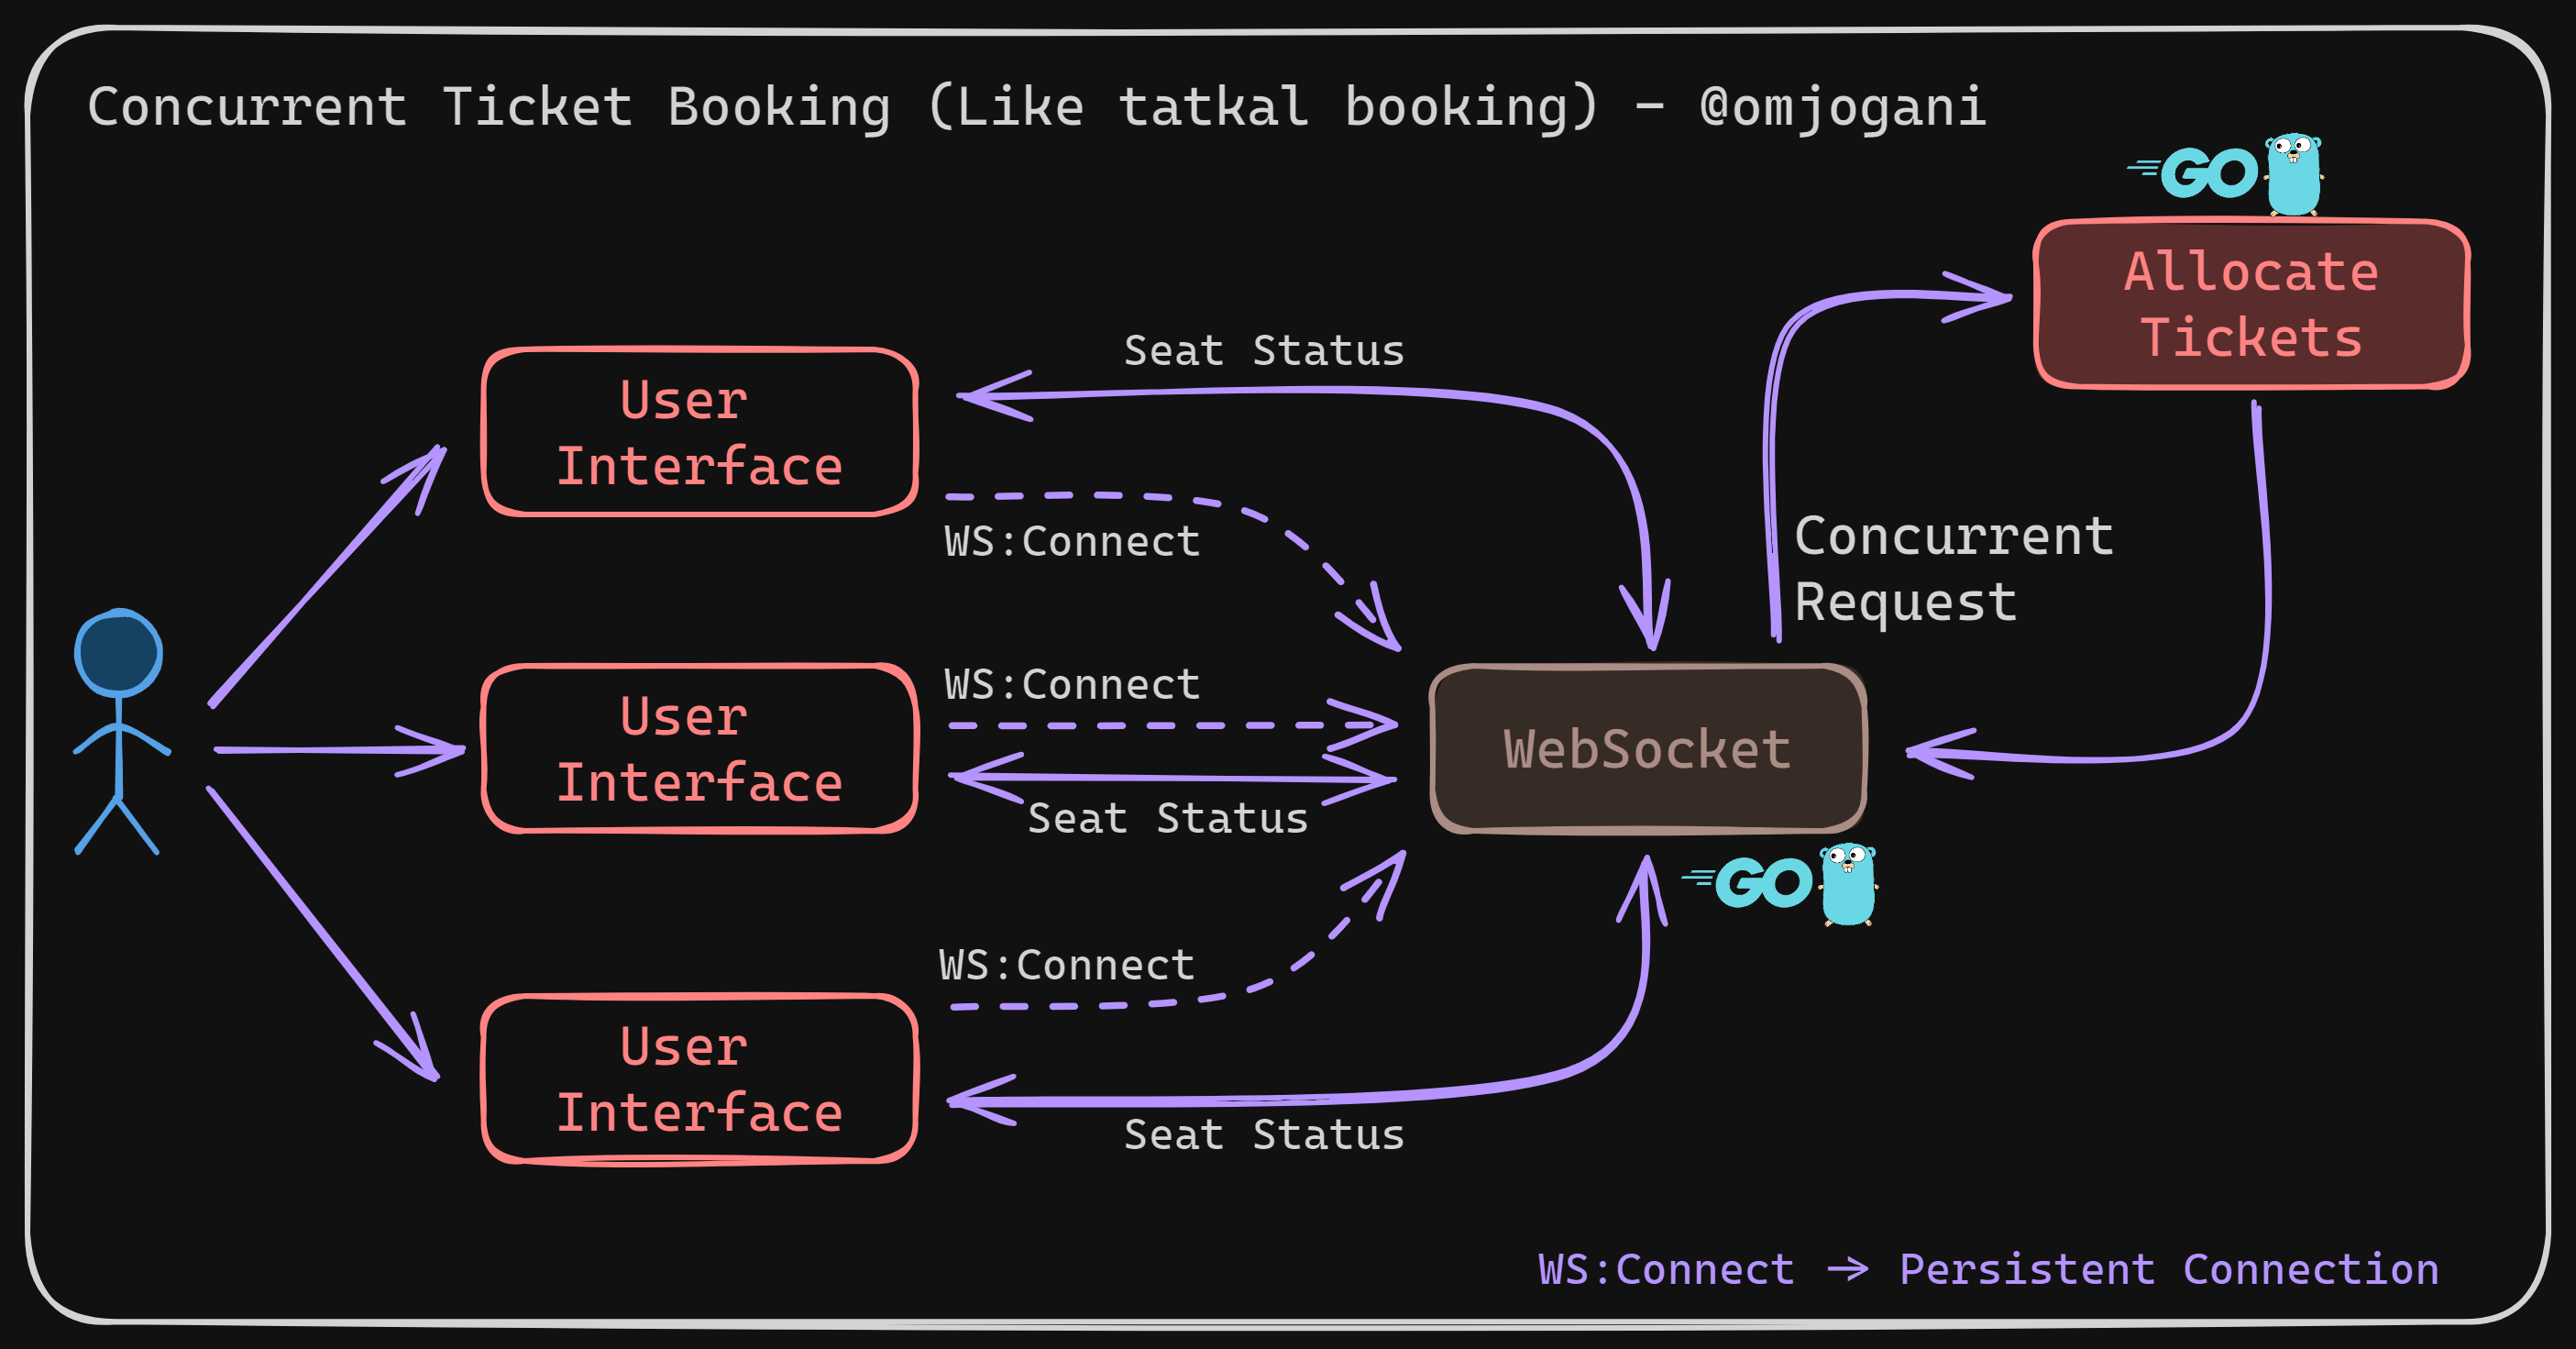 Concurrent Ticket Booking (Like tatkal booking) - @omjogani
GO
Allocate
Tickets
Seat Status
User
Interface
WS:Connect
Concurrent
Request
WS:Connect
User
Interface
WebSocket
Seat Status
GO
WS:Connect
User
Interface
Seat Status
WS:Connect → Persistent Connection